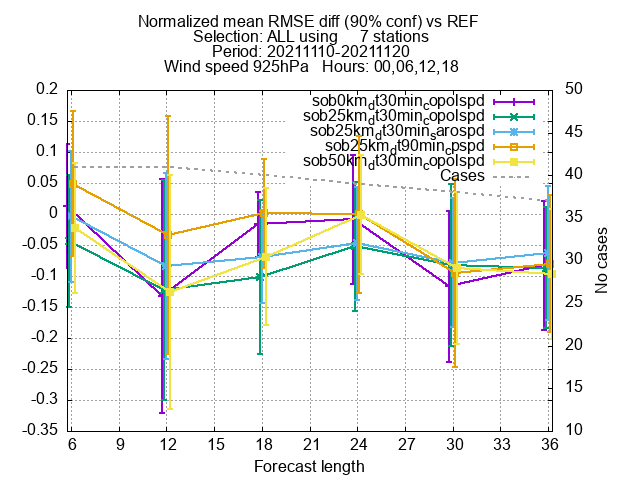 Normalized mean RMSE diff (90% conf) vs REF
Selection: ALL using     7 stations
Period: 20211110-20211120
Wind speed 925hPa   Hours: 00,06,12,18
sob0km_dt30min_copolspd
sob25km_dt30min_copolspd
sob25km_dt30min_sarospd
sob25km_dt90min_cpspd
sob50km_dt30min_copolspd
Cases
0.2
0.15
0.1
0.05
0
-0.05
-0.1
-0.15
-0.2
-0.25
-0.3
-0.35
50
45
40
35
30
25
20
15
10
No cases
6 9 12 15 18 21 24 27 30 33 36
Forecast length